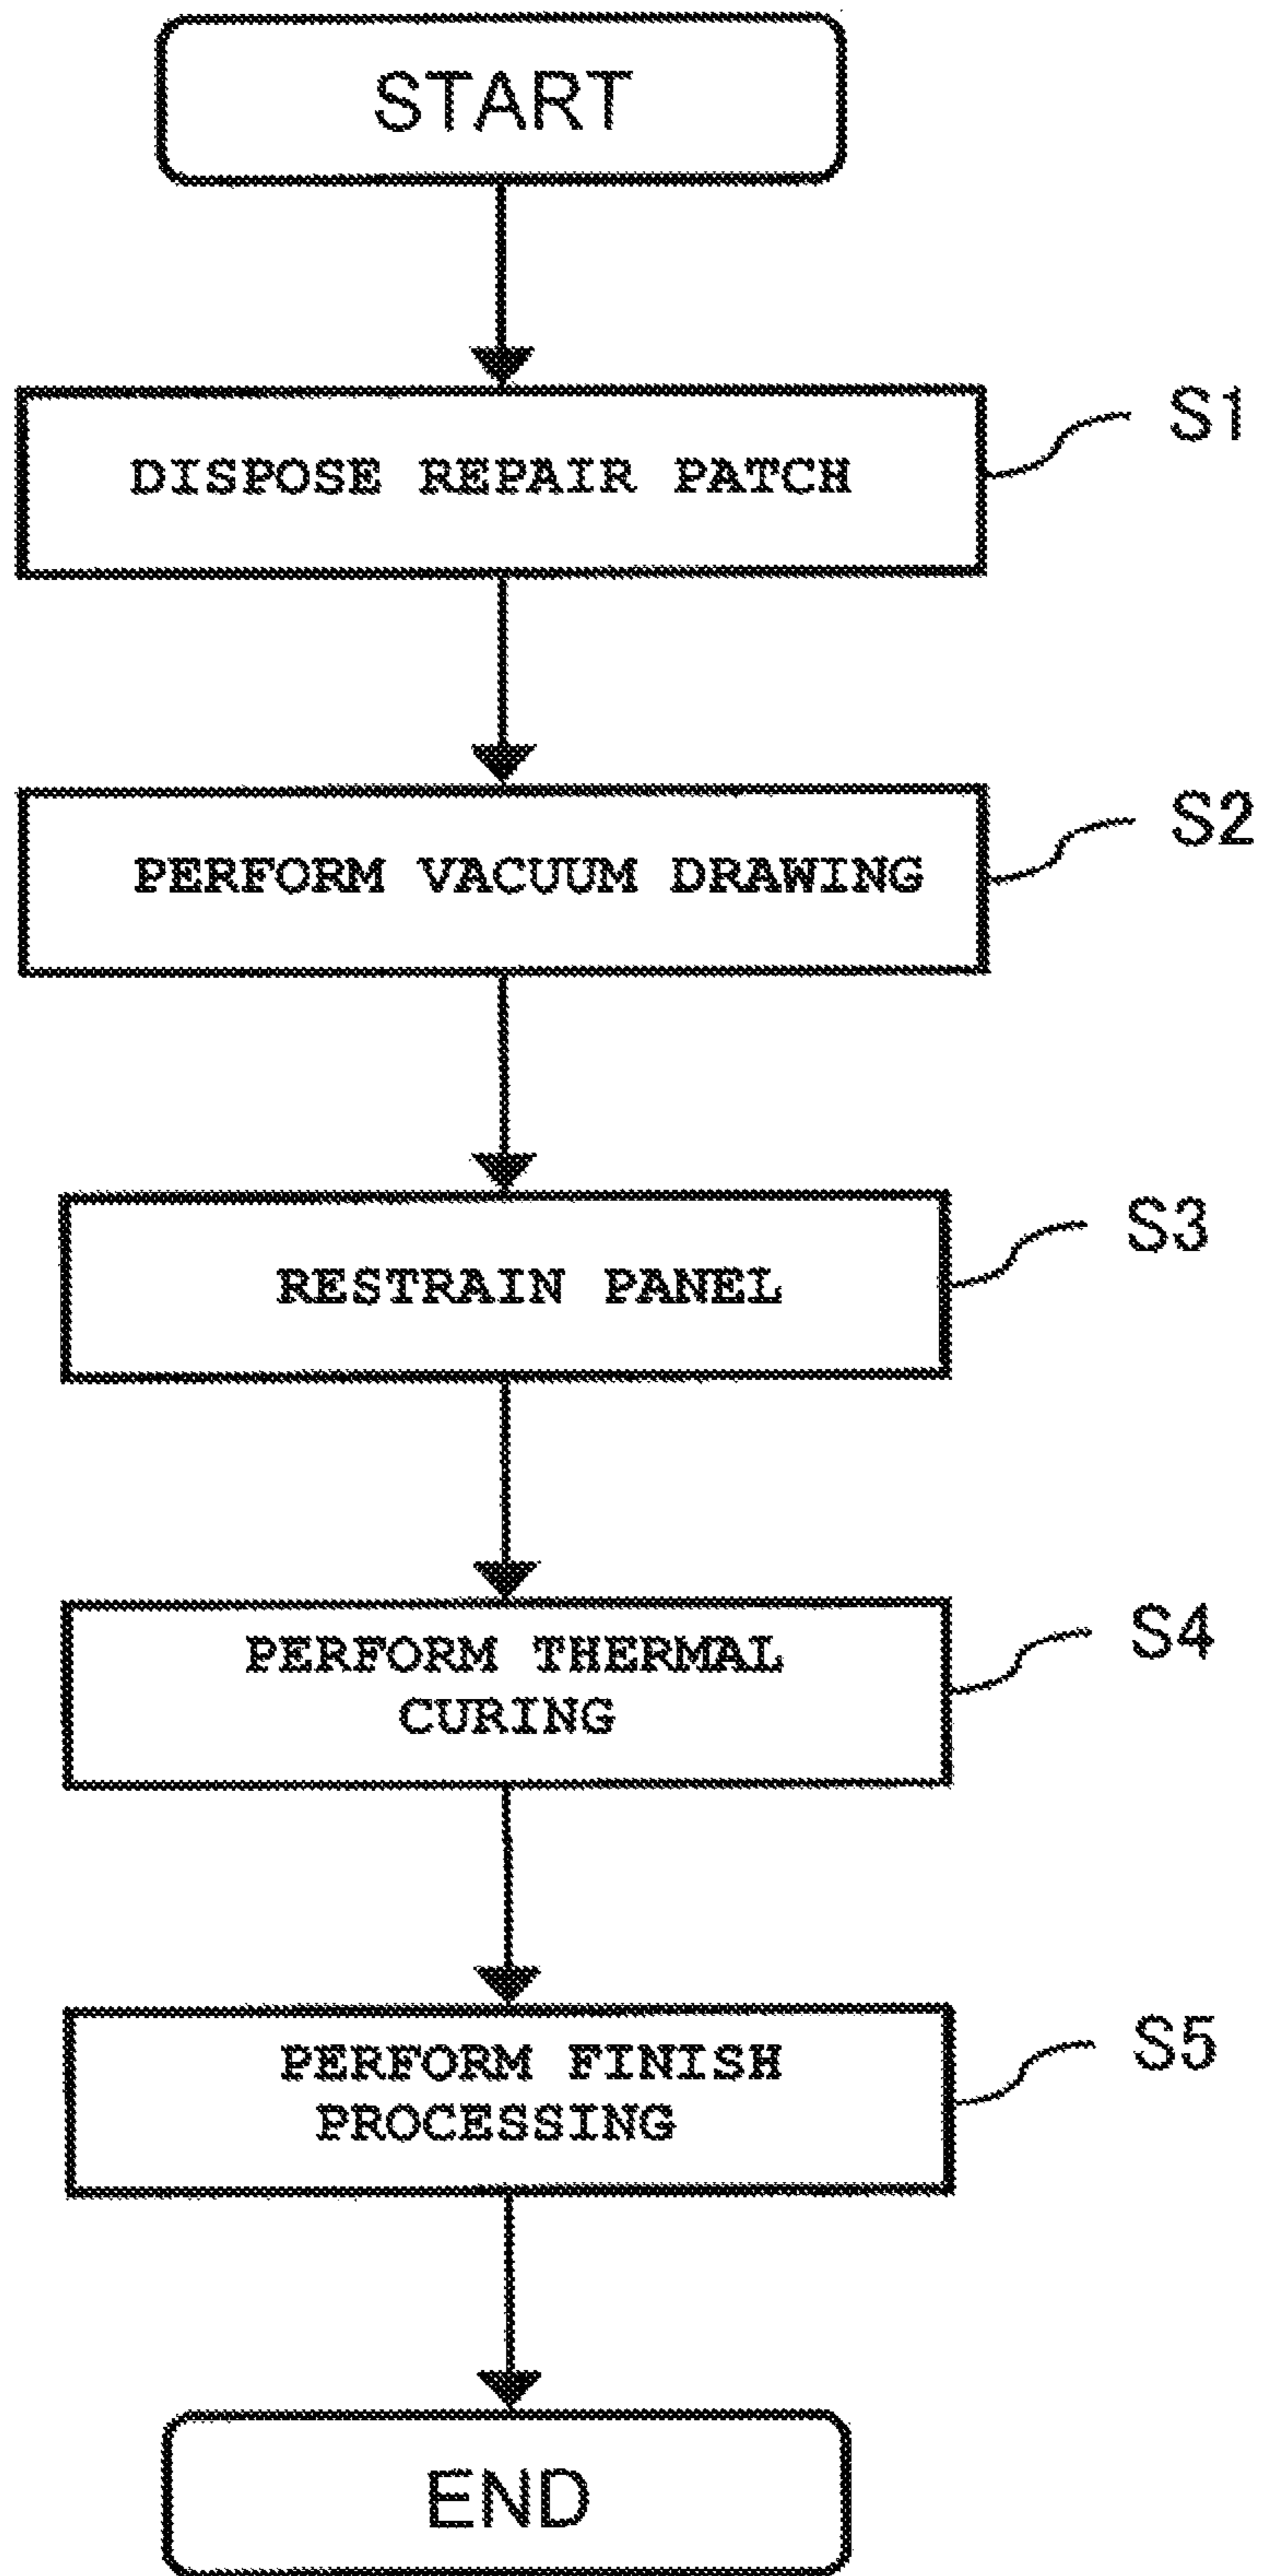 START
DISPOSE REPAIR PATCH
S1
PERFORM VACUUM DRAWING
S2
RESTRAIN PANEL
S3
PERFORM THERMAL
CURING
S4
PERFORM FINISH
PROCESSING
S5
END